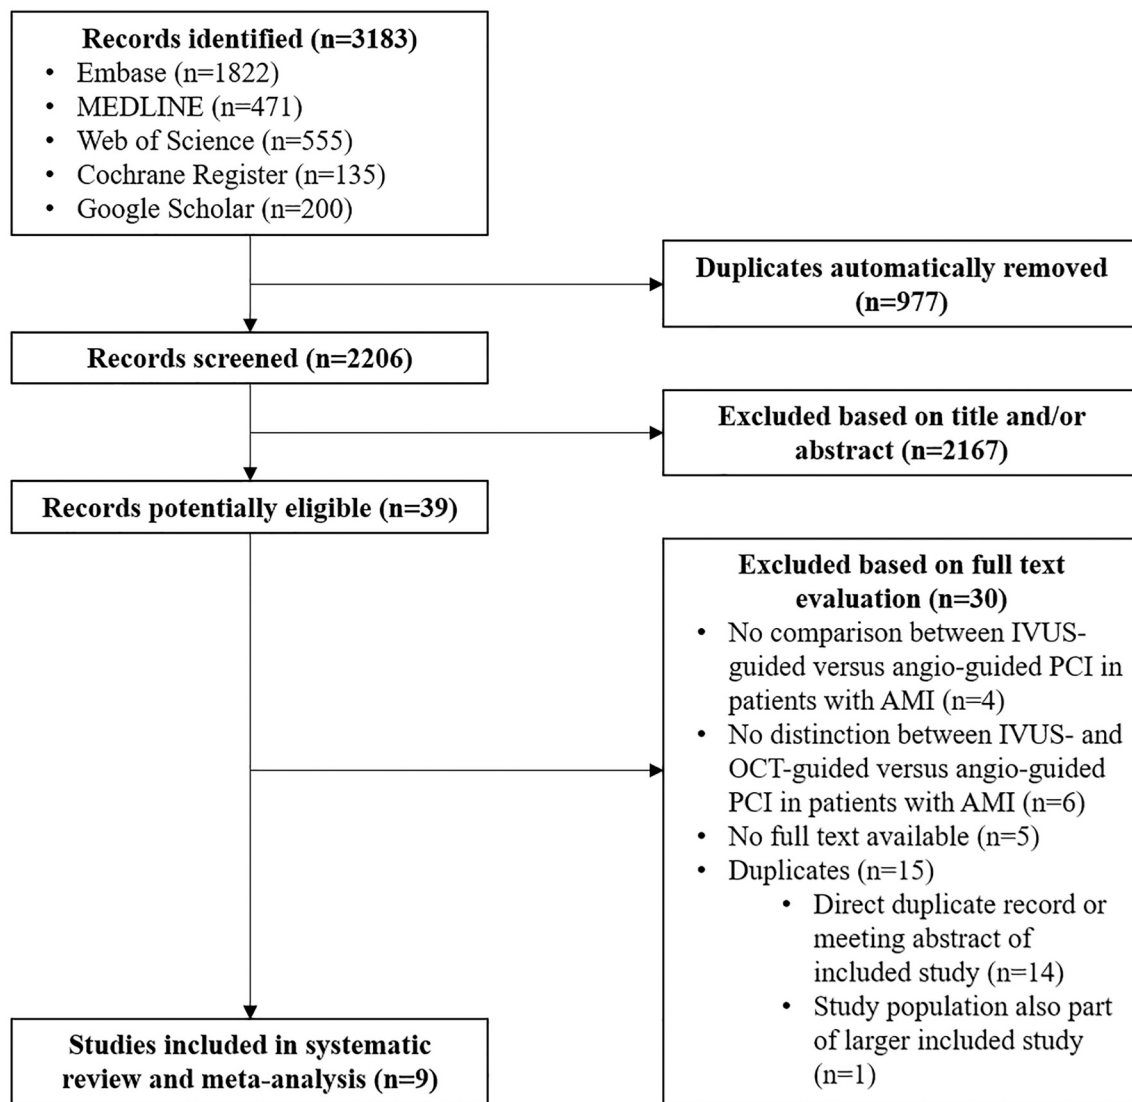 Records identified (n=3183)
• Embase (n=1822)
• MEDLINE (n=471)
• Web of Science (n=555)
• Cochrane Register (n=135)
• Google Scholar (n=200)
Duplicates automatically removed
(n=977)
Records screened (n=2206)
Excluded based on title and/or
abstract (n=2167)
Records potentially eligible (n=39)
Excluded based on full text
evaluation (n=30)
• No comparison between IVUS-
guided versus angio-guided PCI in
patients with AMI (n=4)
• No distinction between IVUS- and
OCT-guided versus angio-guided
PCI in patients with AMI (n=6)
• No full text available (n=5)
• Duplicates (n=15)
• Direct duplicate record or
meeting abstract of
included study (n=14)
• Study population also part
of larger included study
(n=1)
Studies included in systematic
review and meta-analysis (n=9)